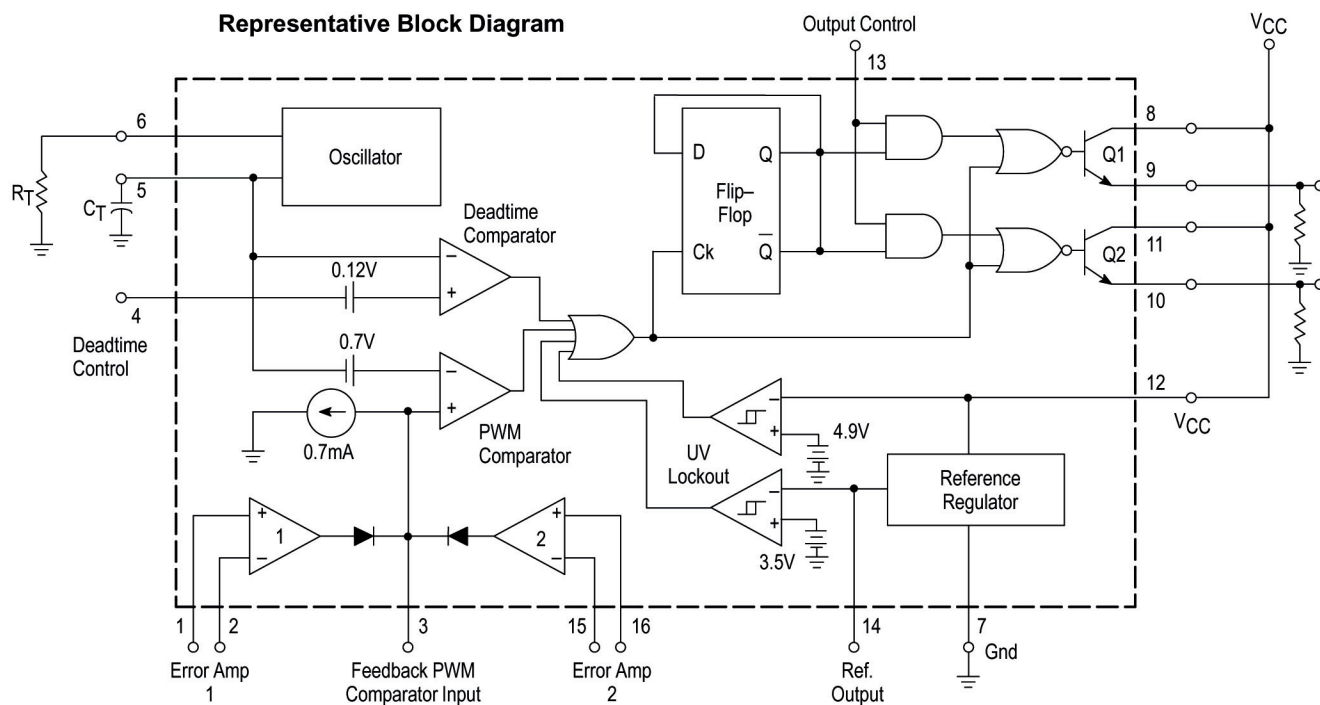 Representative Block Diagram
Output Control
13
VCC
6
Oscillator
RT
5
CT
D
Q
Flip–
Flop
Ck
Q̅
8
Q1
9
11
Q2
10
Deadtime
Comparator
0.12V
–
+
4
Deadtime
Control
0.7V
–
+
0.7mA
PWM
Comparator
12
VCC
–
+
4.9V
UV
Lockout
–
+
3.5V
Reference
Regulator
+
1
–
+
2
–
1
2
3
15
16
14
7
Gnd
Error Amp
1
Feedback PWM
Comparator Input
Error Amp
2
Ref.
Output